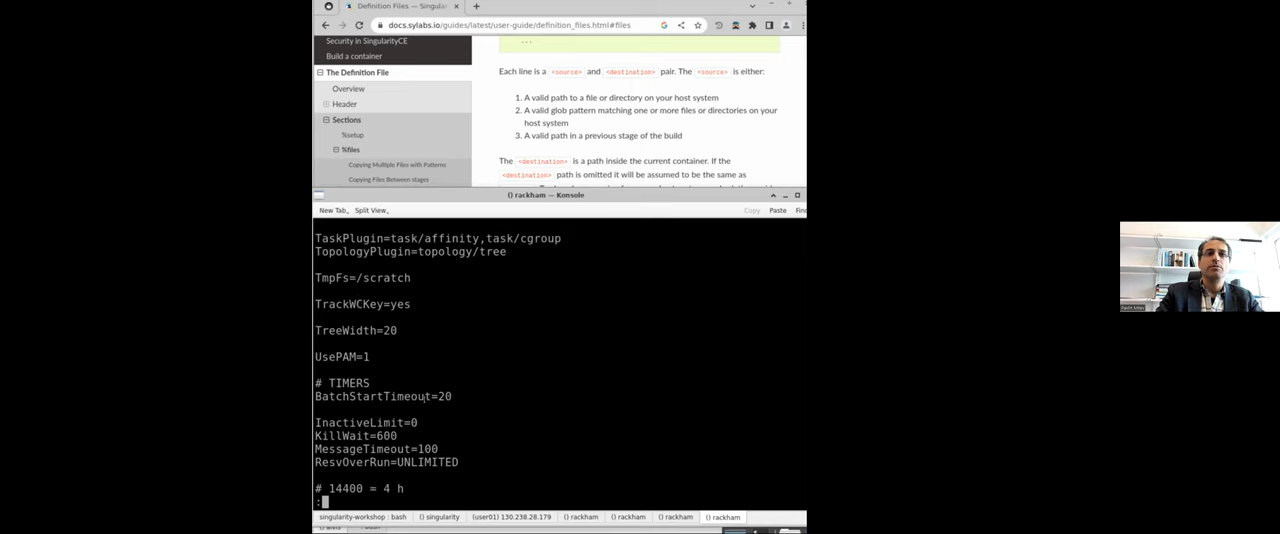 Definition Files — Singular
docs.sylabs.io/guides/latest/user-guide/definition_files.html#files
Security in SingularityCE
Build a container
The Definition File
Overview
Header
Sections
%setup
%files
Copying Multiple Files with Patterns
Copying Files Between stages
...
Each line is a <source> and <destination> pair. The <source> is either:
1. A valid path to a file or directory on your host system
2. A valid glob pattern matching one or more files or directories on your
host system
3. A valid path in a previous stage of the build
The <destination> is a path inside the current container. If the
<destination> path is omitted it will be assumed to be the same as
() rackham — Konsole
New Tab Split View Copy Paste Find
TaskPlugin=task/affinity,task/cgroup
TopologyPlugin=topology/tree
TmpFs=/scratch
TrackWCKey=yes
TreeWidth=20
UsePAM=1
# TIMERS
BatchStartTimeout=20
InactiveLimit=0
KillWait=600
MessageTimeout=100
ResvOverRun=UNLIMITED
# 14400 = 4 h
:
singularity-workshop : bash () singularity (user01) 130.238.28.179 () rackham () rackham () rackham () rackham